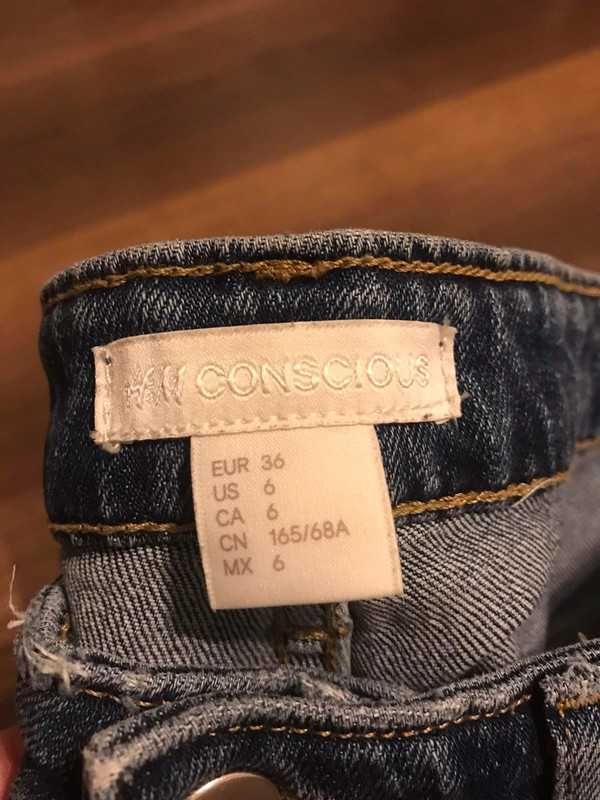 H&M CONSCIOUS
EUR 36
US 6
CA 6
CN 165/68A
MX 6